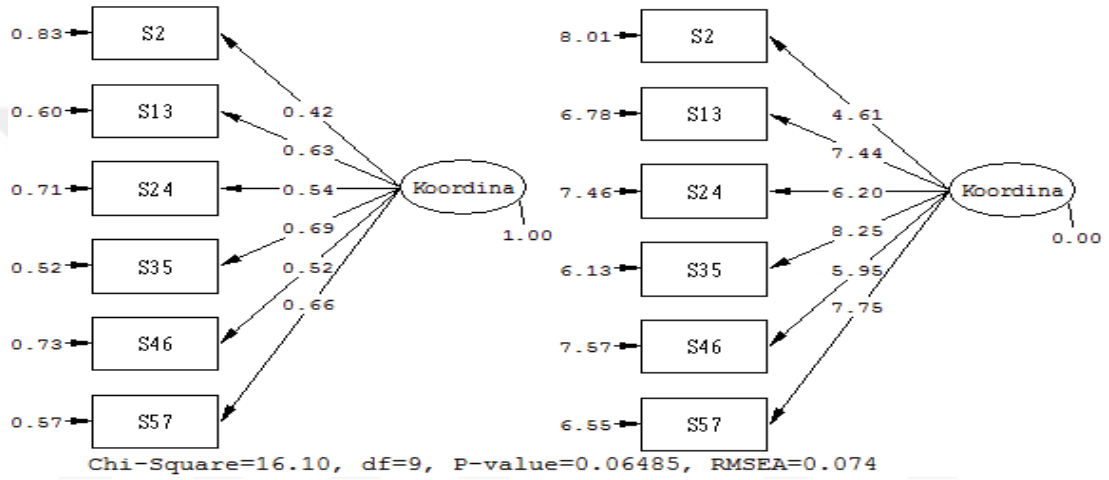 0.83 S2 8.01 S2
0.42 4.61
0.60 S13 6.78 S13
0.63 7.44
0.71 S24 0.54 Koordina 7.46 S24 6.20 Koordina
0.69 8.25
1.00 0.00
0.52 S35 0.52 6.13 S35 5.95
0.66 7.75
0.73 S46 7.57 S46
0.57 S57 6.55 S57
Chi-Square=16.10, df=9, P-value=0.06485, RMSEA=0.074